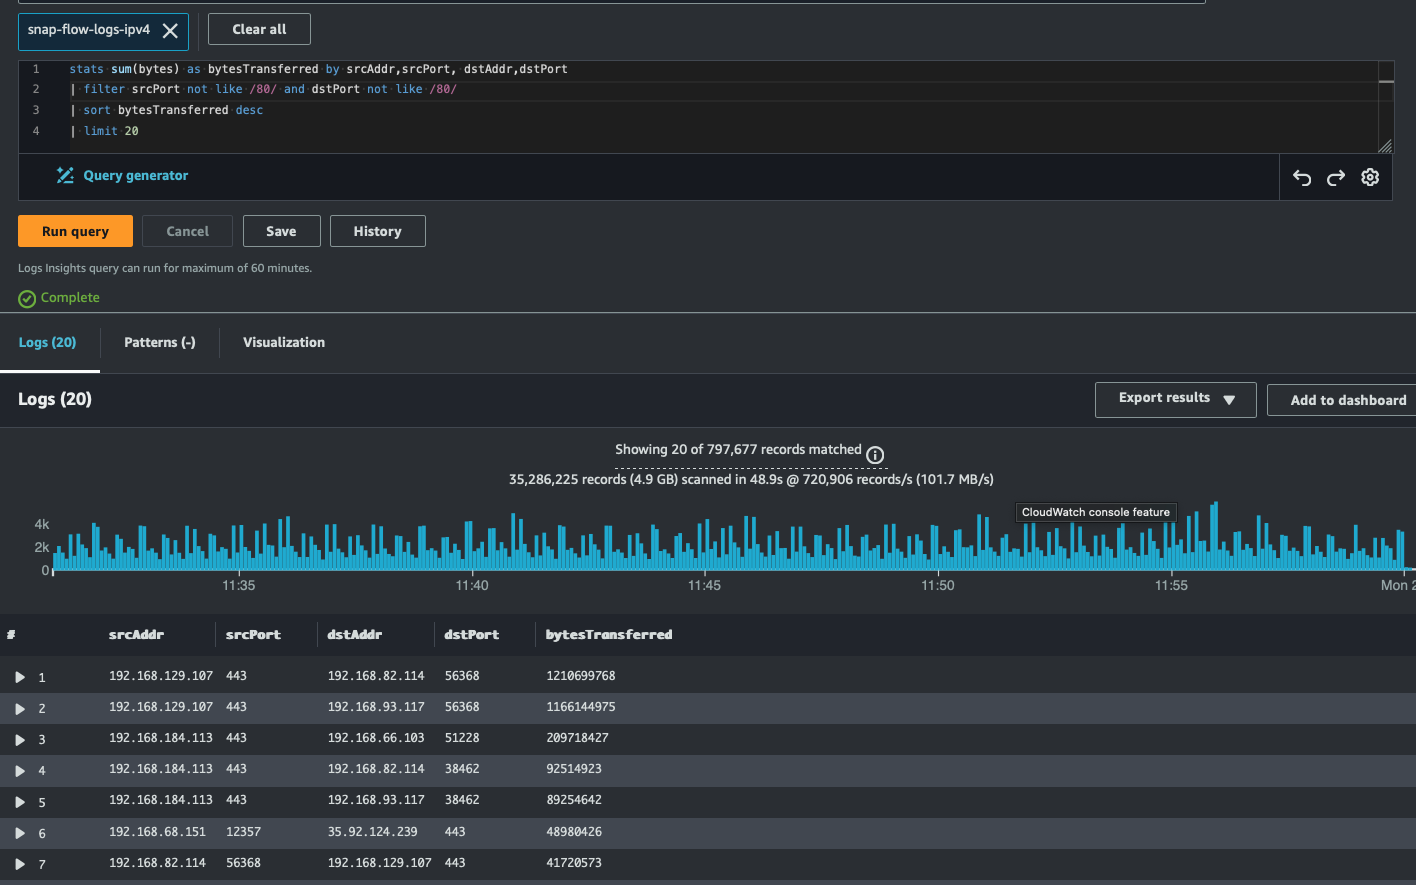 snap-flow-logs-ipv4 Clear all
1 stats sum(bytes) as bytesTransferred by srcAddr,srcPort, dstAddr,dstPort
2 | filter srcPort not like /80/ and dstPort not like /80/
3 | sort bytesTransferred desc
4 | limit 20
Query generator
Run query Cancel Save History
Logs Insights query can run for maximum of 60 minutes.
Complete
Logs (20) Patterns (-) Visualization
Logs (20) Export results Add to dashboard
Showing 20 of 797,677 records matched
35,286,225 records (4.9 GB) scanned in 48.9s @ 720,906 records/s (101.7 MB/s)
CloudWatch console feature
4k
2k
0
11:35 11:40 11:45 11:50 11:55 Mon 2
# srcAddr srcPort dstAddr dstPort bytesTransferred
1 192.168.129.107 443 192.168.82.114 56368 1210699768
2 192.168.129.107 443 192.168.93.117 56368 1166144975
3 192.168.184.113 443 192.168.66.103 51228 209718427
4 192.168.184.113 443 192.168.82.114 38462 92514923
5 192.168.184.113 443 192.168.93.117 38462 89254642
6 192.168.68.151 12357 35.92.124.239 443 48980426
7 192.168.82.114 56368 192.168.129.107 443 41720573